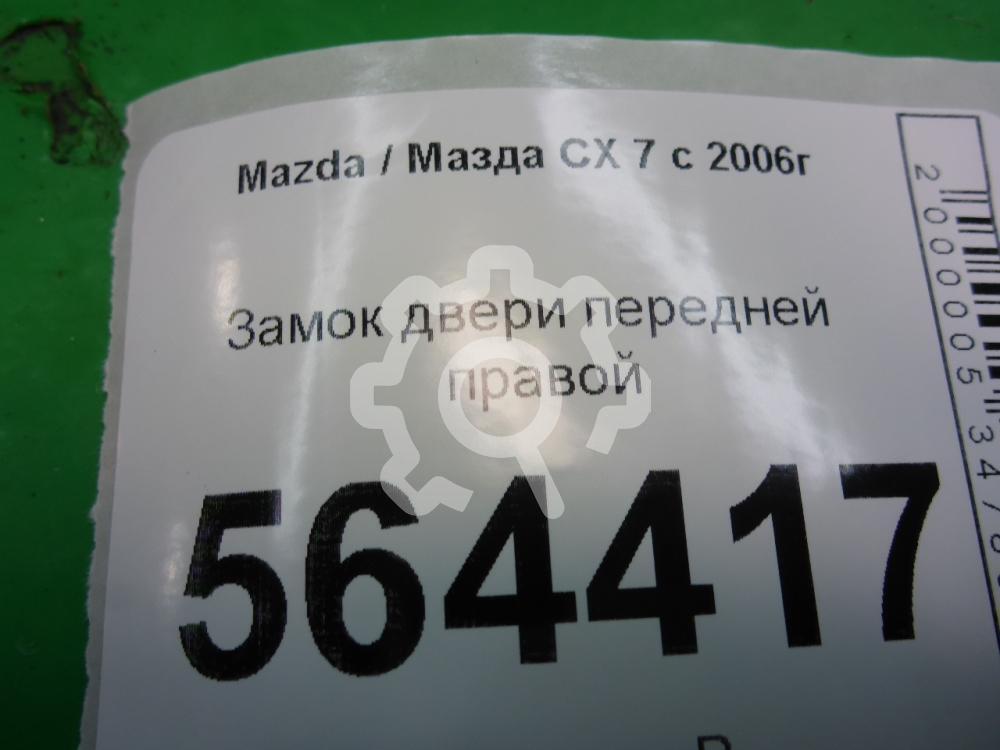 Mazda / Мазда CX 7 с 2006г
Замок двери передней
правой
564417